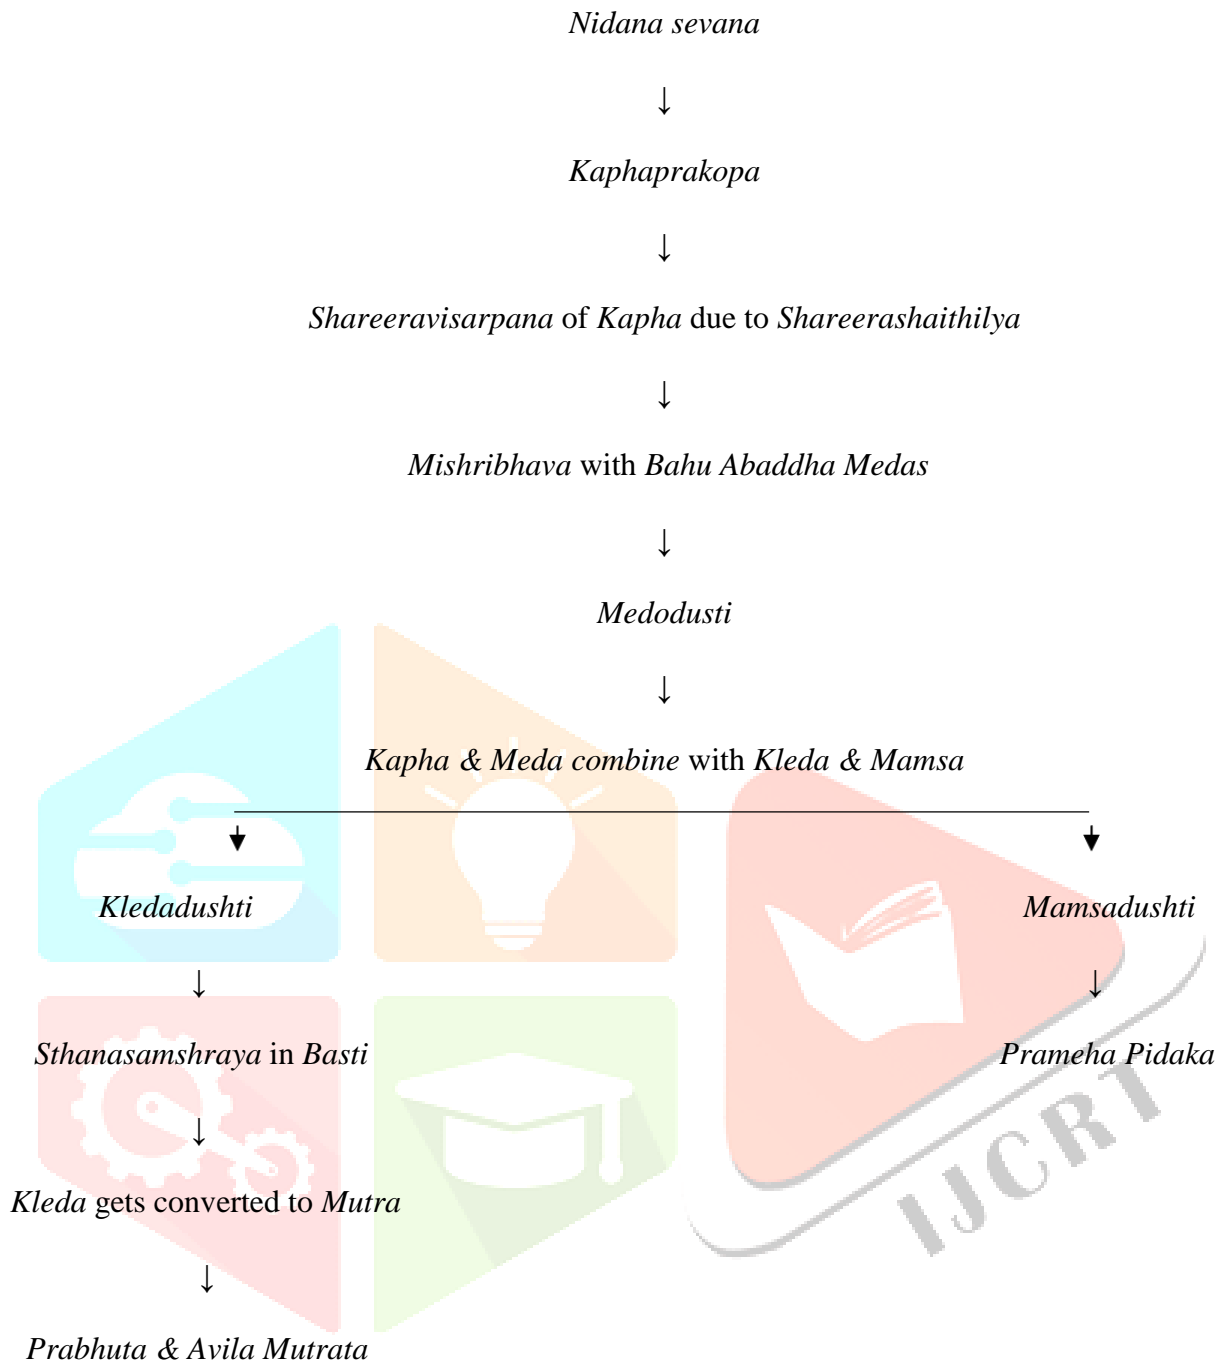 Nidana sevana
↓
Kaphaprakopa
↓
Shareeravisarpana of Kapha due to Shareerashaithilya
↓
Mishribhava with Bahu Abaddha Medas
↓
Medodusti
↓
Kapha & Meda combine with Kleda & Mamsa
Kledadushti Mamsadushti
↓ ↓
Sthanasamshraya in Basti Prameha Pidaka
↓
Kleda gets converted to Mutra
↓
Prabhuta & Avila Mutrata
IJCRT